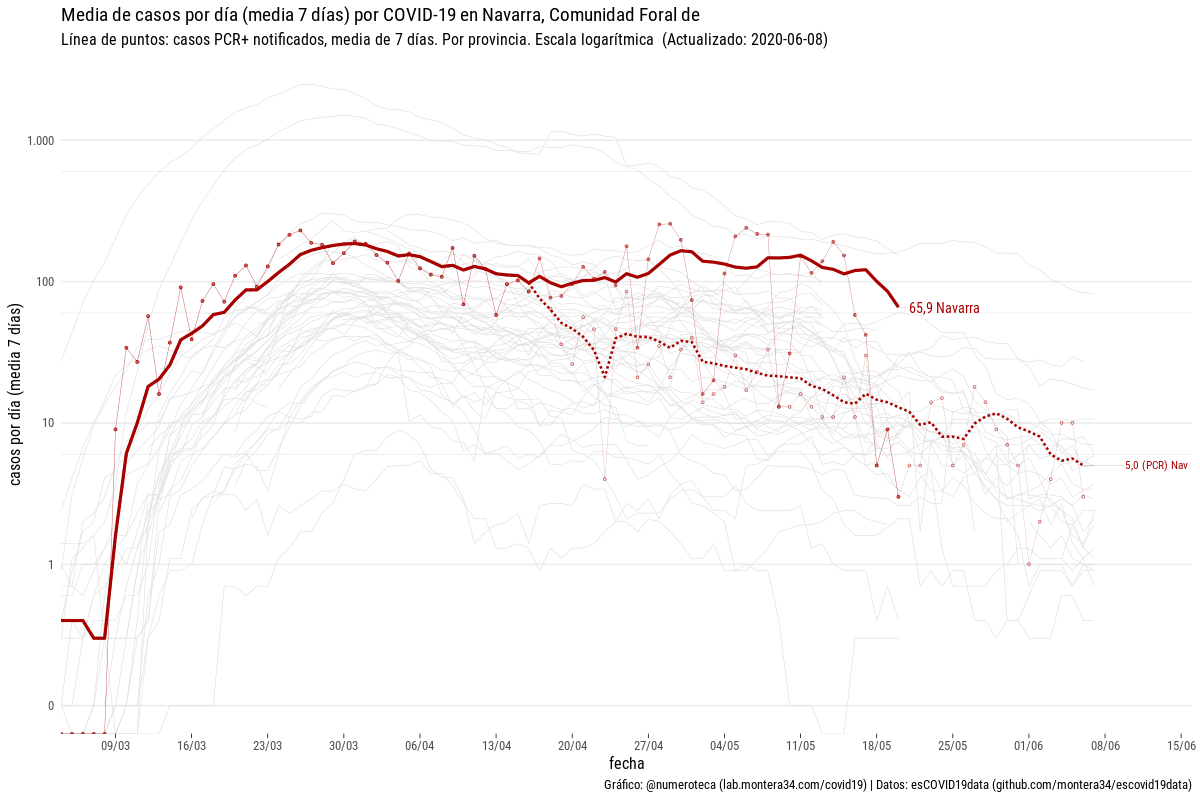 Media de casos por día (media 7 días) por COVID-19 en Navarra, Comunidad Foral de
Línea de puntos: casos PCR+ notificados, media de 7 días. Por provincia. Escala logarítmica (Actualizado: 2020-06-08)
casos por día (media 7 días)
1.000
100
10
1
0
65,9 Navarra
5,0 (PCR) Nav
09/03 16/03 23/03 30/03 06/04 13/04 20/04 27/04 04/05 11/05 18/05 25/05 01/06 08/06 15/06
fecha
Gráfico: @numeroteca (lab.montera34.com/covid19) | Datos: esCOVID19data (github.com/montera34/escovid19data)